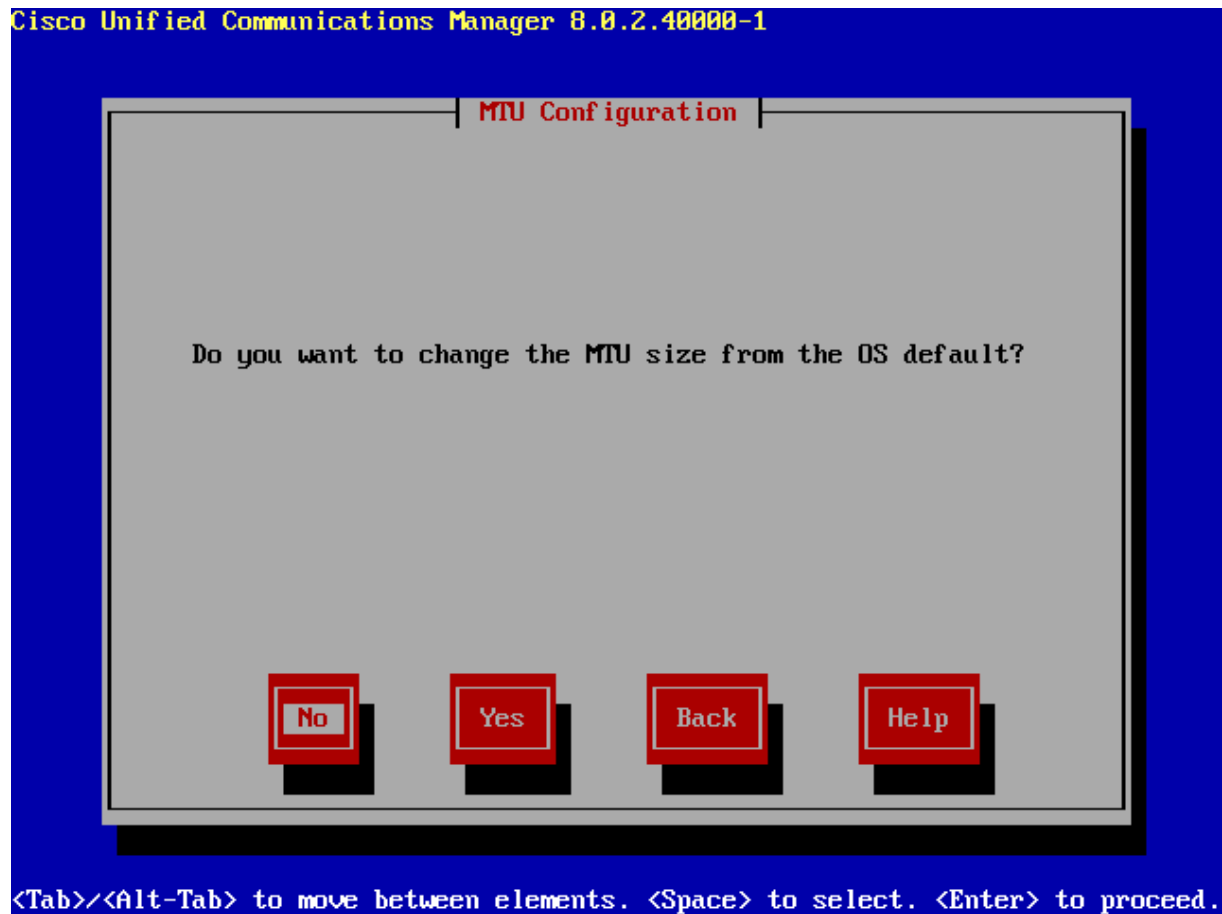 Cisco Unified Communications Manager 8.0.2.40000-1
MTU Configuration
Do you want to change the MTU size from the OS default?
No Yes Back Help
<Tab>/<Alt-Tab> to move between elements. <Space> to select. <Enter> to proceed.